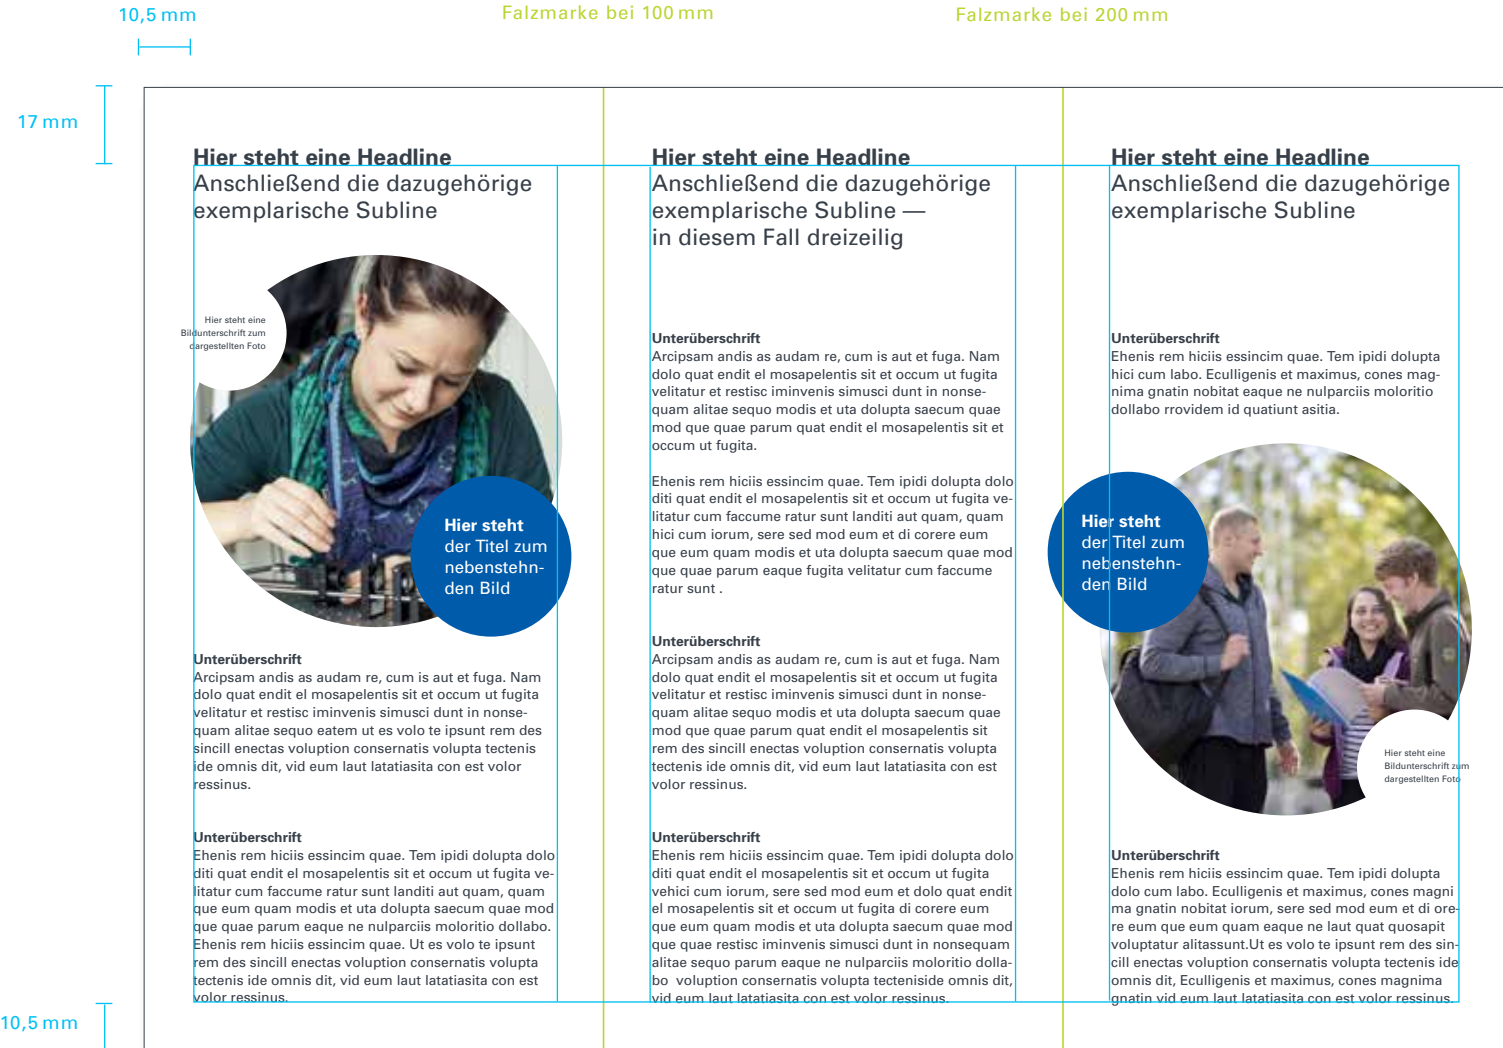 10,5 mm
Falzmarke bei 100 mm
Falzmarke bei 200 mm
17 mm
Hier steht eine Headline
Anschließend die dazugehörige
exemplarische Subline
Hier steht eine
Bildunterschrift zum
dargestellten Foto
Hier steht
der Titel zum
nebenstehn-
den Bild
Unterüberschrift
Arcipsam andis as audam re, cum is aut et fuga. Nam
dolo quat endit el mosapelentis sit et occum ut fugita
velitatur et restisc iminvenis simusci dunt in nonse-
quam alitae sequo eatem ut es volo te ipsunt rem des
sincill enectas voluption consernatis volupta tectenis
ide omnis dit, vid eum laut latatiasita con est volor
ressinus.
Unterüberschrift
Ehenis rem hiciis essincim quae. Tem ipidi dolupta dolo
diti quat endit el mosapelentis sit et occum ut fugita ve-
litatur cum faccume ratur sunt landiti aut quam, quam
que eum quam modis et uta dolupta saecum quae mod
que quae parum eaque ne nulparciis moloritio dollabo.
Ehenis rem hiciis essincim quae. Ut es volo te ipsunt
rem des sincill enectas voluption consernatis volupta
tectenis ide omnis dit, vid eum laut latatiasita con est
volor ressinus.
Hier steht eine Headline
Anschließend die dazugehörige
exemplarische Subline —
in diesem Fall dreizeilig
Unterüberschrift
Arcipsam andis as audam re, cum is aut et fuga. Nam
dolo quat endit el mosapelentis sit et occum ut fugita
velitatur et restisc iminvenis simusci dunt in nonse-
quam alitae sequo modis et uta dolupta saecum quae
mod que quae parum quat endit el mosapelentis sit et
occum ut fugita.
Ehenis rem hiciis essincim quae. Tem ipidi dolupta dolo
diti quat endit el mosapelentis sit et occum ut fugita ve-
litatur cum faccume ratur sunt landiti aut quam, quam
hici cum iorum, sere sed mod eum et di corere eum
que eum quam modis et uta dolupta saecum quae mod
que quae parum eaque fugita velitatur cum faccume
ratur sunt .
Unterüberschrift
Arcipsam andis as audam re, cum is aut et fuga. Nam
dolo quat endit el mosapelentis sit et occum ut fugita
velitatur et restisc iminvenis simusci dunt in nonse-
quam alitae sequo modis et uta dolupta saecum quae
mod que quae parum quat endit el mosapelentis sit
rem des sincill enectas voluption consernatis volupta
tectenis ide omnis dit, vid eum laut latatiasita con est
volor ressinus.
Unterüberschrift
Ehenis rem hiciis essincim quae. Tem ipidi dolupta dolo
diti quat endit el mosapelentis sit et occum ut fugita
vehici cum iorum, sere sed mod eum et dolo quat endit
el mosapelentis sit et occum ut fugita di corere eum
que eum quam modis et uta dolupta saecum quae mod
que quae restisc iminvenis simusci dunt in nonsequam
alitae sequo parum eaque ne nulparciis moloritio dolla-
bo voluption consernatis volupta tecteniside omnis dit,
vid eum laut latatiasita con est volor ressinus.
Hier steht eine Headline
Anschließend die dazugehörige
exemplarische Subline
Unterüberschrift
Ehenis rem hiciis essincim quae. Tem ipidi dolupta
hici cum labo. Eculligenis et maximus, cones mag-
nima gnatin nobitat eaque ne nulparciis moloritio
dollabo rrovidem id quatiunt asitia.
Hier steht
der Titel zum
nebenstehn-
den Bild
Hier steht eine
Bildunterschrift zum
dargestellten Foto
Unterüberschrift
Ehenis rem hiciis essincim quae. Tem ipidi dolupta
dolo cum labo. Eculligenis et maximus, cones magni
ma gnatin nobitat iorum, sere sed mod eum et di ore-
re eum que eum quam eaque ne laut quat quosapit
voluptatur alitassunt.Ut es volo te ipsunt rem des sin-
cill enectas voluption consernatis volupta tectenis ide
omnis dit, Eculligenis et maximus, cones magnima
gnatin vid eum laut latatiasita con est volor ressinus.
10,5 mm